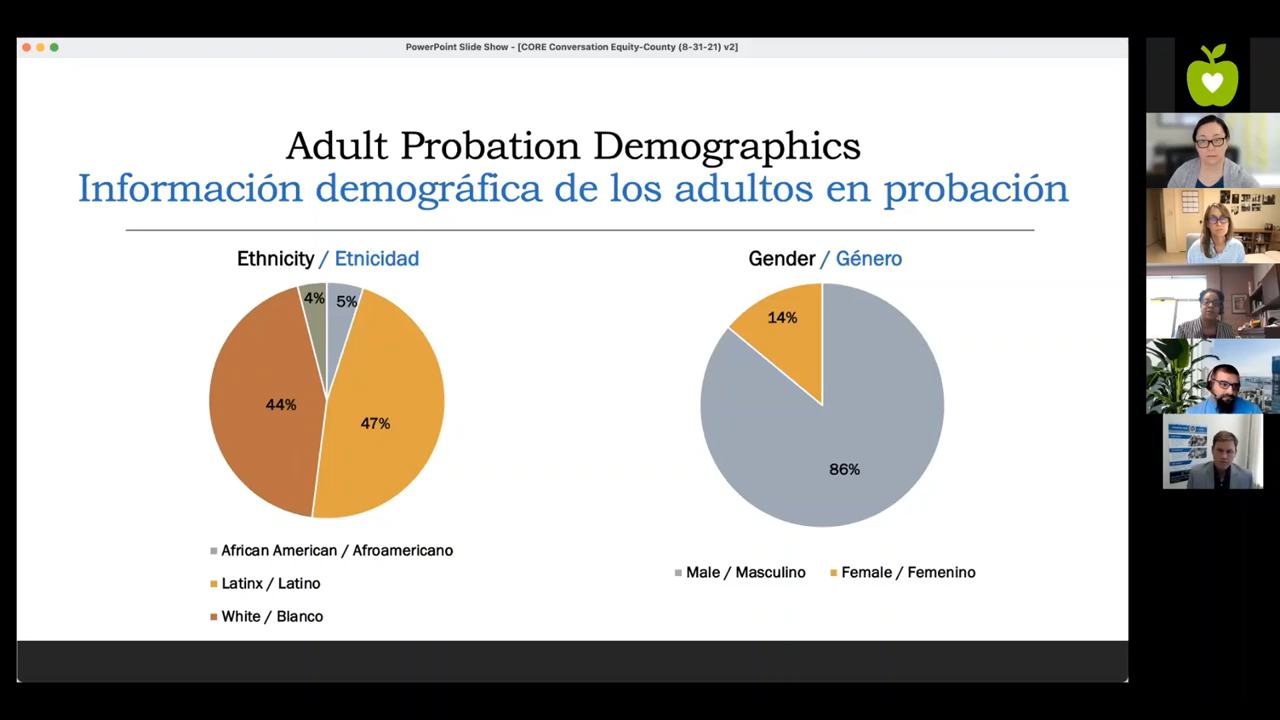 PowerPoint Slide Show - [CORE Conversation Equity-County (8-31-21) v2]
Adult Probation Demographics
Información demográfica de los adultos en probación
Ethnicity / Etnicidad
4%
5%
44%
47%
African American / Afroamericano
Latinx / Latino
White / Blanco
Gender / Género
14%
86%
Male / Masculino
Female / Femenino